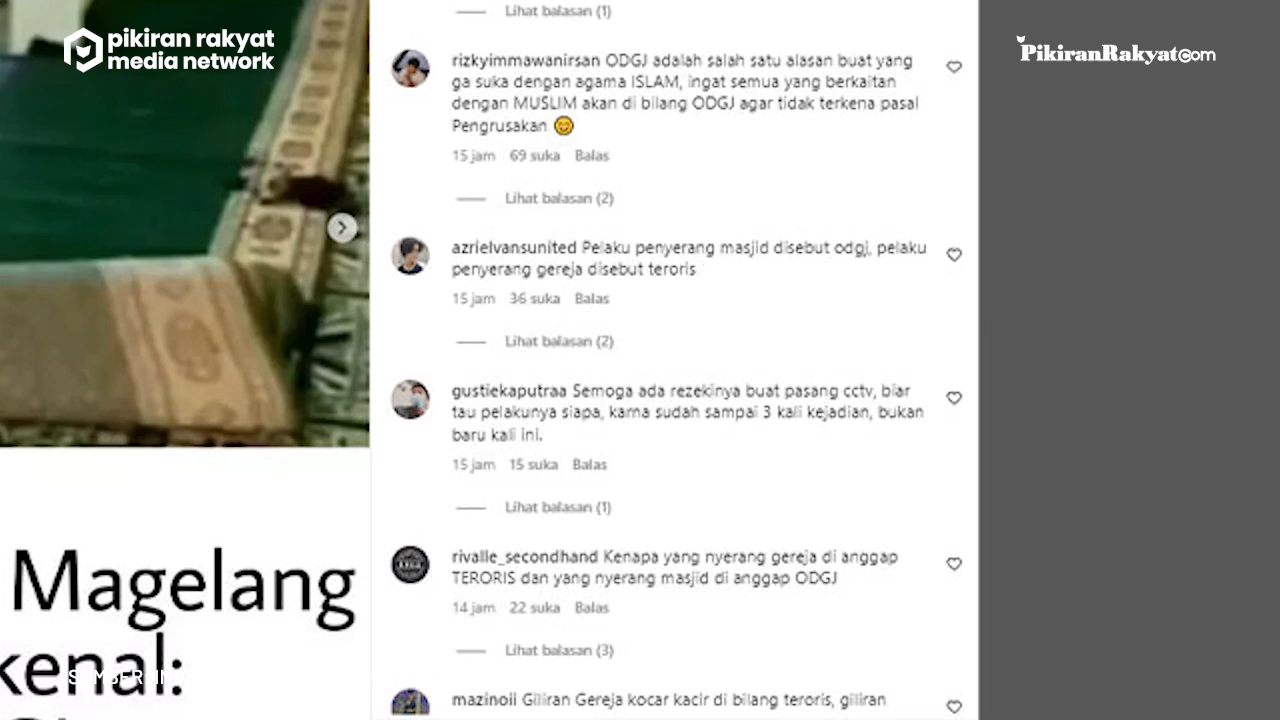 pikiran rakyat
media network
PikiranRakyat.com
Lihat balasan (1)
rizkyimmawanirsan ODGJ adalah salah satu alasan buat yang
ga suka dengan agama ISLAM, ingat semua yang berkaitan
dengan MUSLIM akan di bilang ODGJ agar tidak terkena pasal
Pengrusakan 😊
15 jam 69 suka Balas
Lihat balasan (2)
azrielvansunited Pelaku penyerang masjid disebut odgj, pelaku
penyerang gereja disebut teroris
15 jam 36 suka Balas
Lihat balasan (2)
gustiekaputraa Semoga ada rezekinya buat pasang cctv, biar
tau pelakunya siapa, karna sudah sampai 3 kali kejadian, bukan
baru kali ini.
15 jam 15 suka Balas
Lihat balasan (1)
rivalle_secondhand Kenapa yang nyerang gereja di anggap
TERORIS dan yang nyerang masjid di anggap ODGJ
14 jam 22 suka Balas
Lihat balasan (3)
mazinoii Giliran Gereja kocar kacir di bilang teroris, giliran
Magelang
kenal: